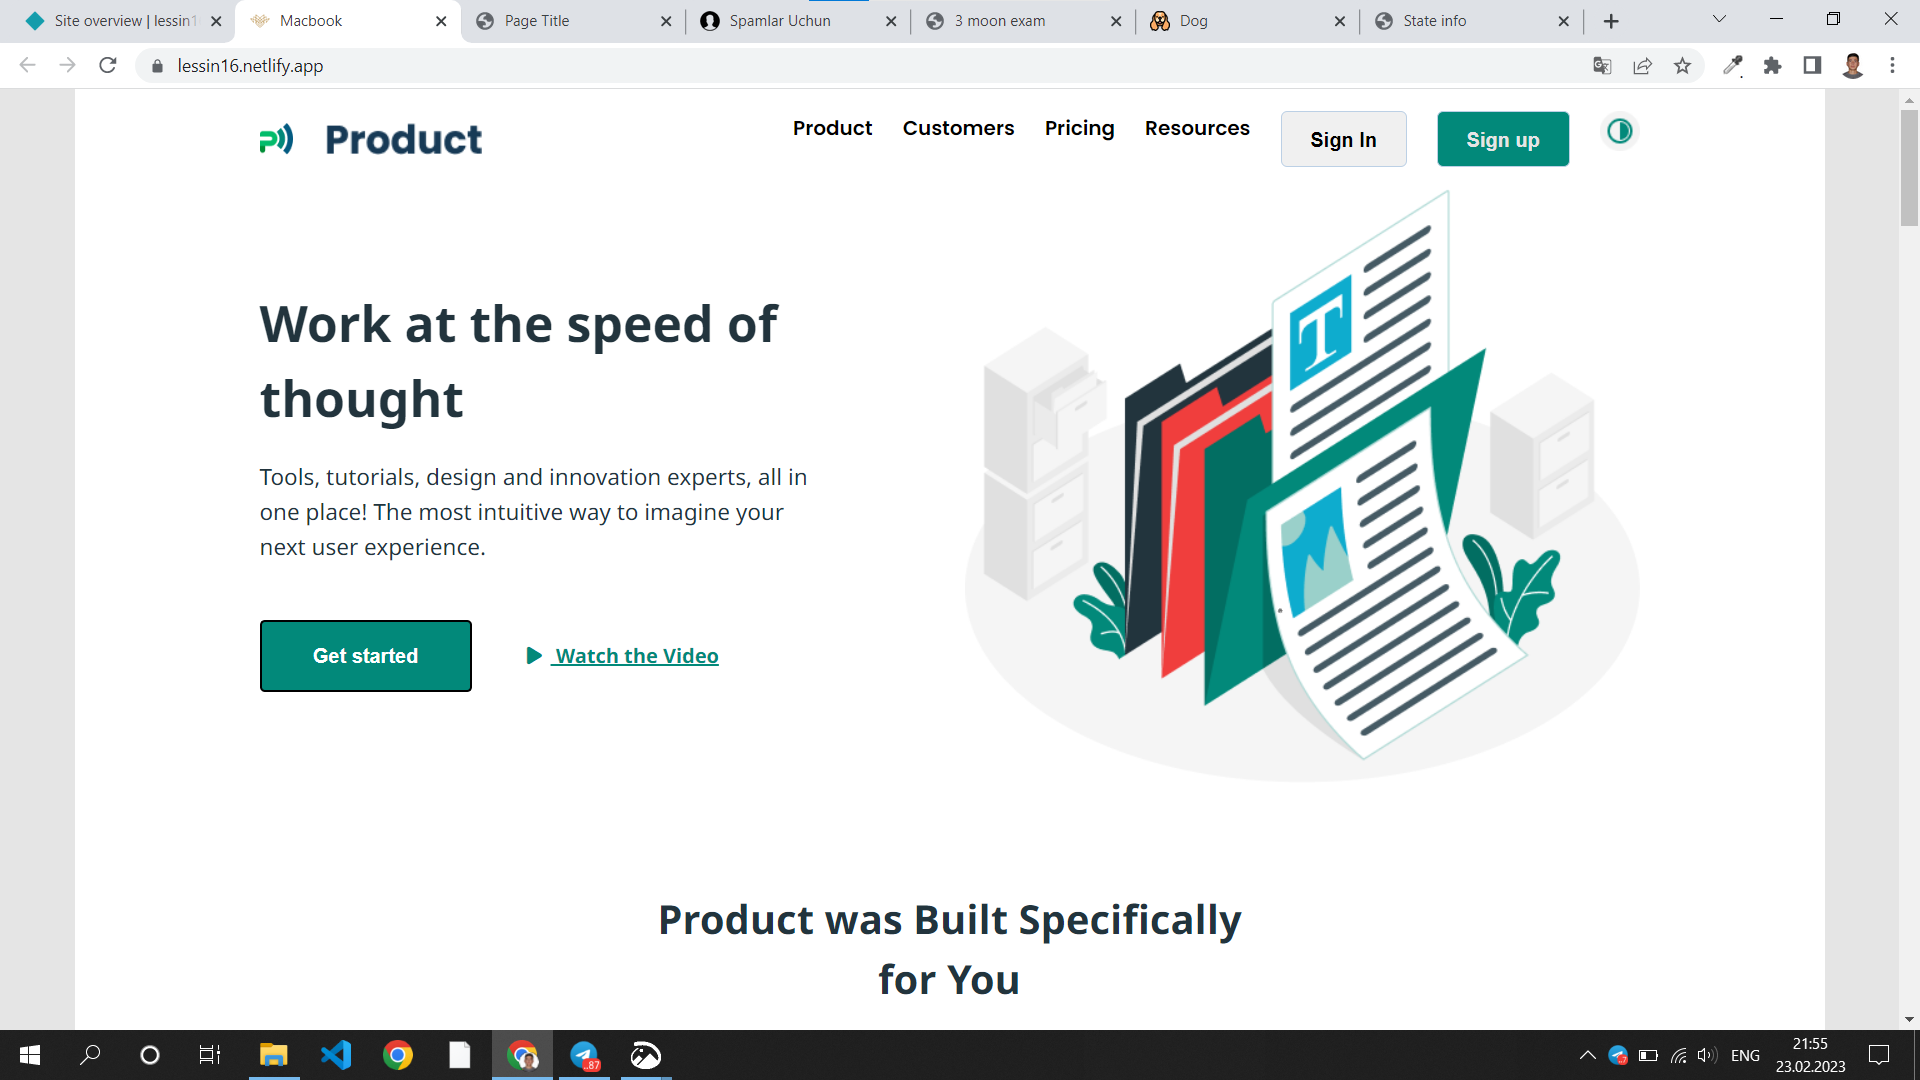 Site overview | lessin1
Macbook
Page Title
Spamlar Uchun
3 moon exam
Dog
State info
lessin16.netlify.app
Product
Product
Customers
Pricing
Resources
Sign In
Sign up
Work at the speed of
thought
Tools, tutorials, design and innovation experts, all in
one place! The most intuitive way to imagine your
next user experience.
Get started
Watch the Video
T
Product was Built Specifically
for You
..87
ENG
21:55
23.02.2023